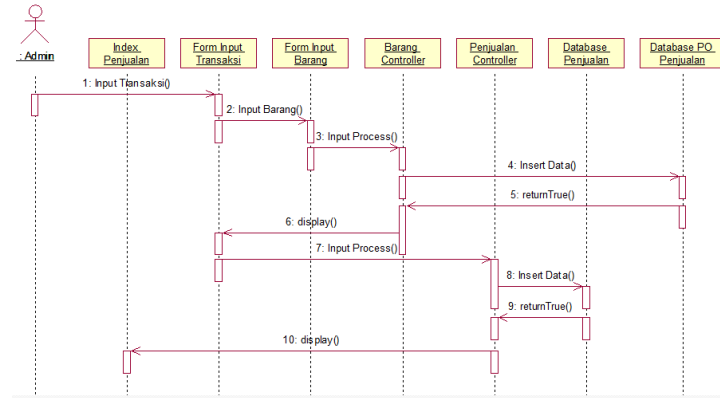 : Admin
Index
Penjualan
Form Input
Transaksi
Form Input
Barang
Barang
Controller
Penjualan
Controller
Database
Penjualan
Database PO
Penjualan
1: Input Transaksi()
2: Input Barang()
3: Input Process()
4: Insert Data()
5: returnTrue()
6: display()
7: Input Process()
8: Insert Data()
9: returnTrue()
10: display()